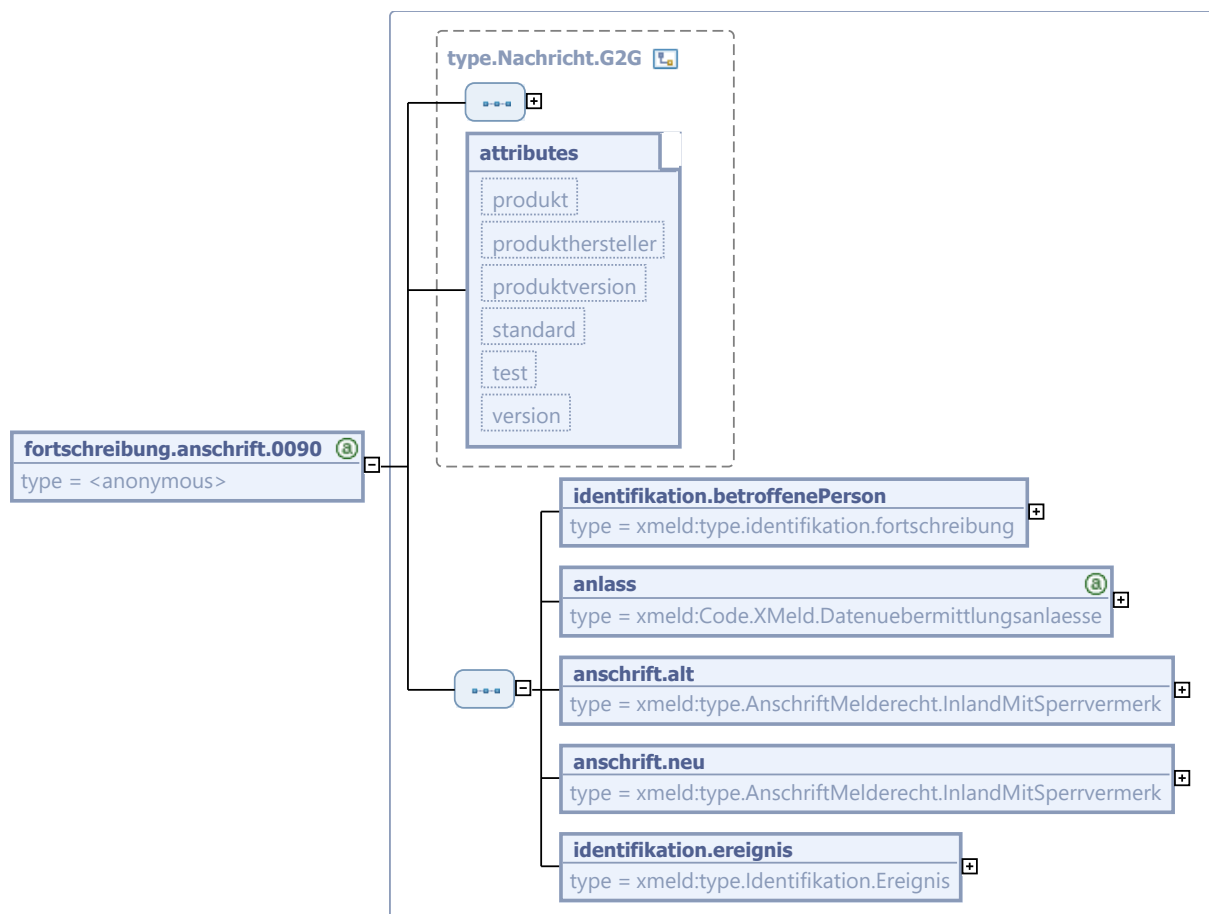 type.Nachricht.G2G
attributes
produkt
produkthersteller
produktversion
standard
test
version
fortschreibung.anschrift.0090 a
type = <anonymous>
identifikation.betroffenePerson
type = xmeld:type.identifikation.fortschreibung
anlass a
type = xmeld:Code.XMeld.Datenuebermittlungsanlaesse
anschrift.alt
type = xmeld:type.AnschriftMelderecht.InlandMitSperrvermerk
anschrift.neu
type = xmeld:type.AnschriftMelderecht.InlandMitSperrvermerk
identifikation.ereignis
type = xmeld:type.Identifikation.Ereignis